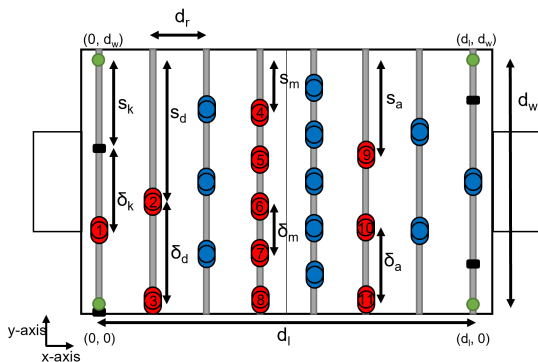 d_r
(0, d_w)
(d_l, d_w)
s_k
s_d
s_m
s_a
d_w
4
5
9
2
6
1
δ_k
δ_d
δ_m
δ_a
7
10
3
8
11
y-axis
x-axis
(0, 0)
d_l
(d_l, 0)